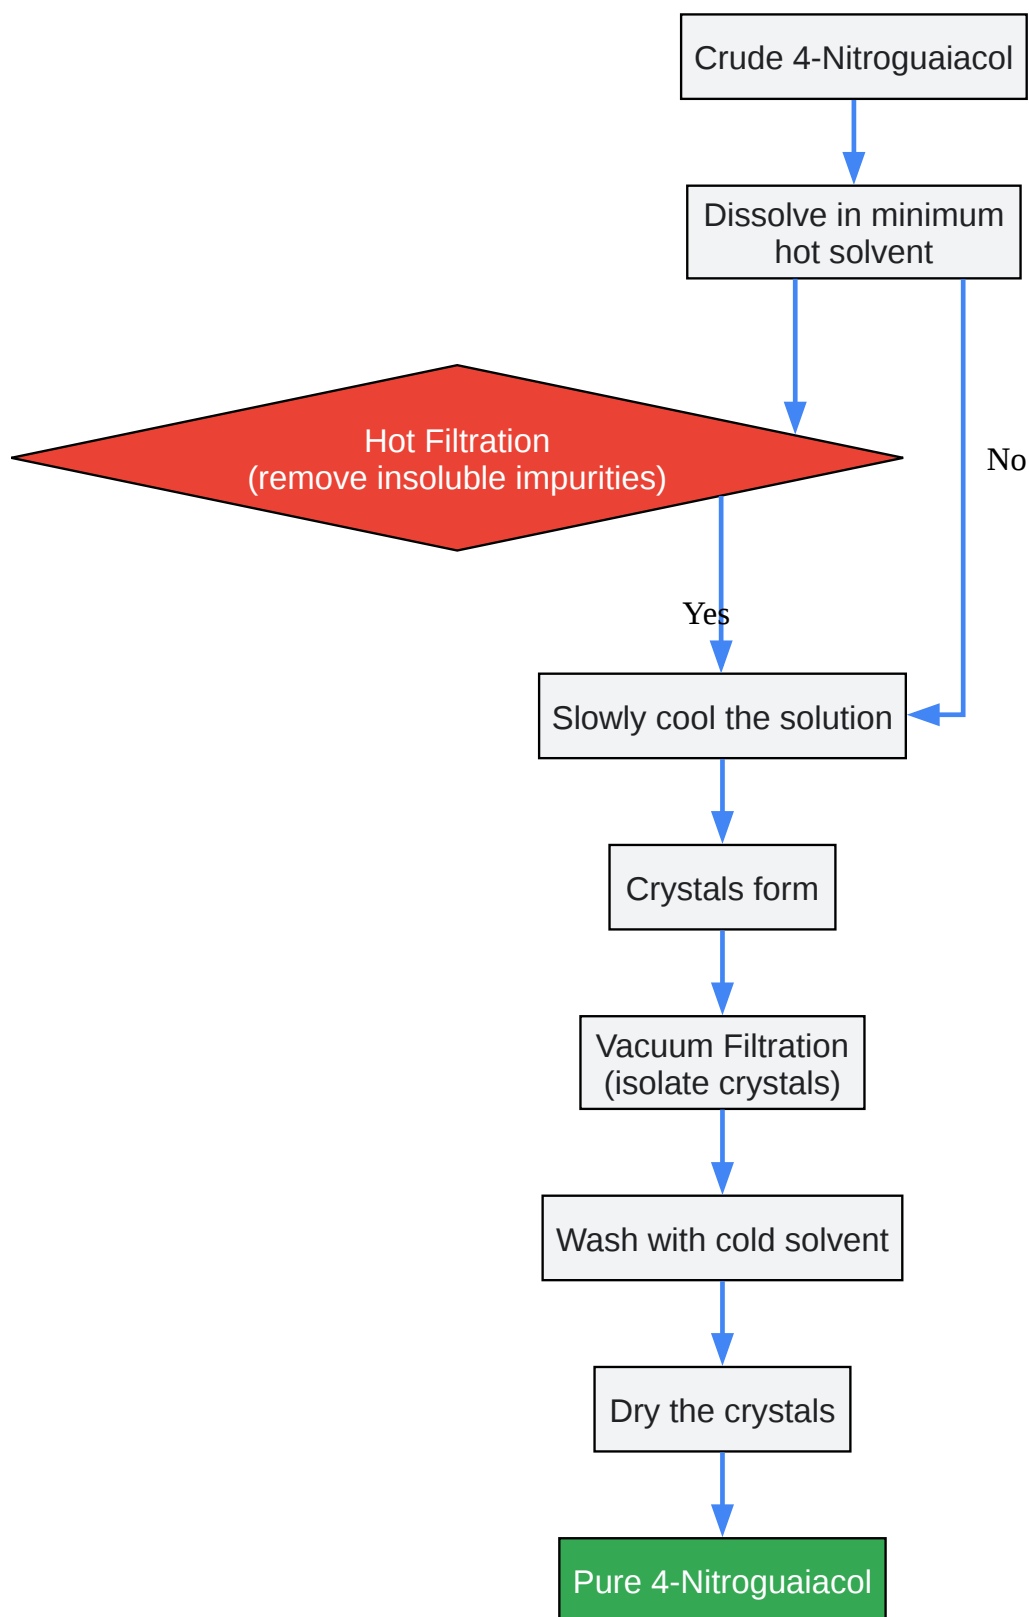 Crude 4-Nitroguaiacol
Dissolve in minimum
hot solvent
Hot Filtration
(remove insoluble impurities)
No
Yes
Slowly cool the solution
Crystals form
Vacuum Filtration
(isolate crystals)
Wash with cold solvent
Dry the crystals
Pure 4-Nitroguaiacol